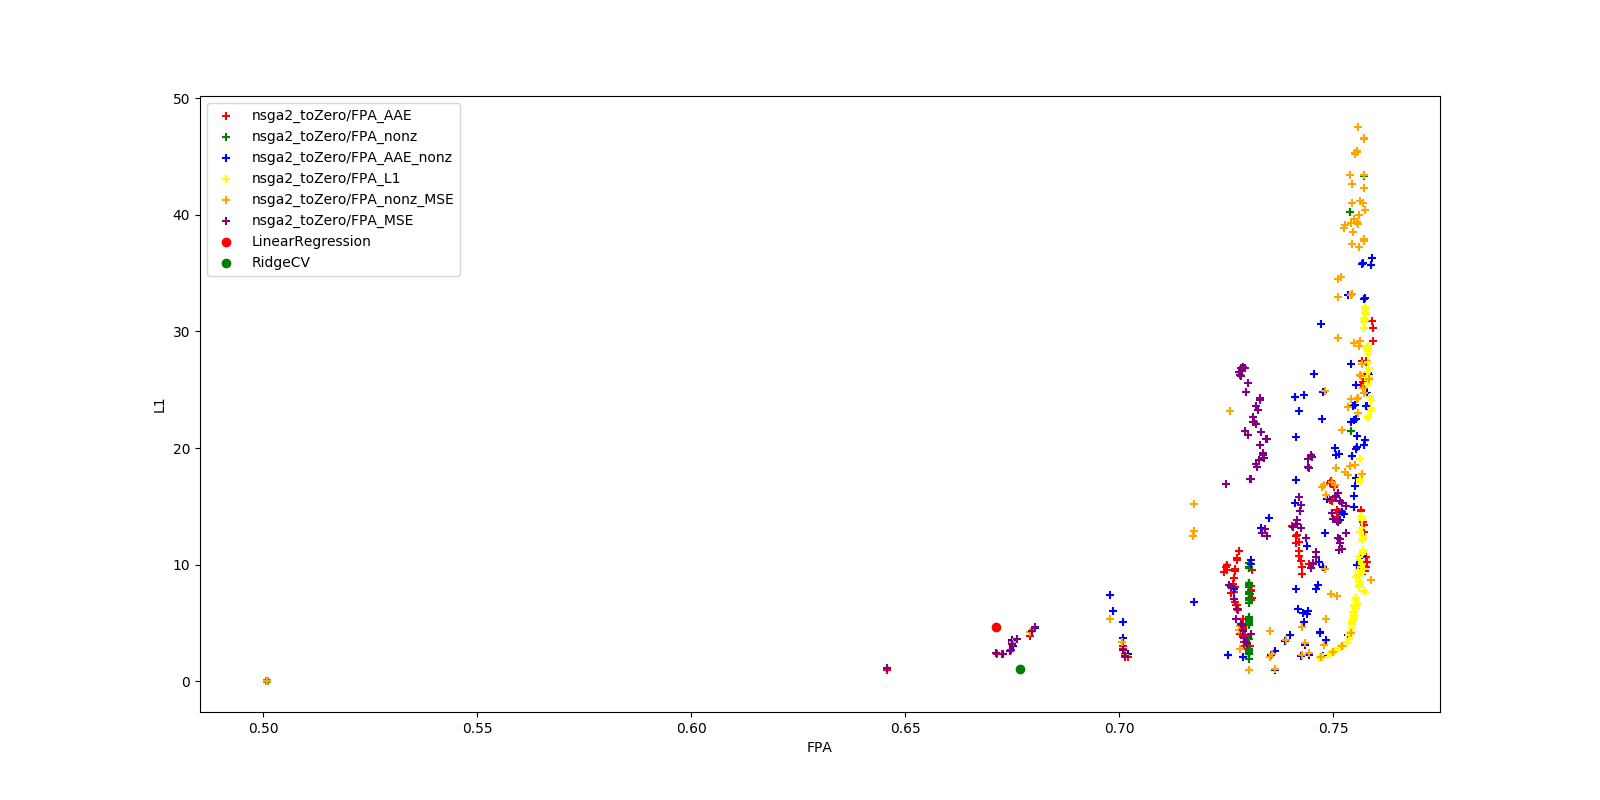 50
40
30
20
10
0
L1
nsga2_toZero/FPA_AAE
nsga2_toZero/FPA_nonz
nsga2_toZero/FPA_AAE_nonz
nsga2_toZero/FPA_L1
nsga2_toZero/FPA_nonz_MSE
nsga2_toZero/FPA_MSE
LinearRegression
RidgeCV
0.50 0.55 0.60 0.65 0.70 0.75
FPA